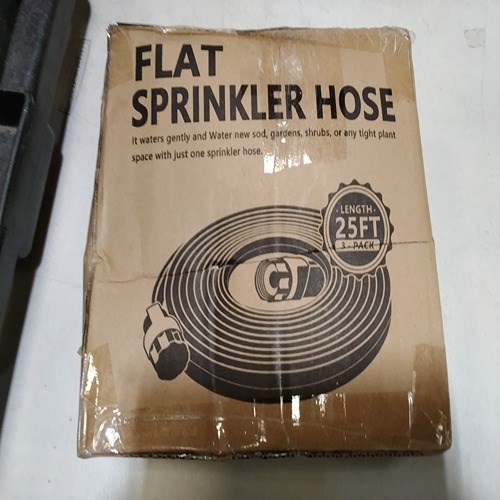 FLAT
SPRINKLER HOSE
It waters gently and Water new sod, gardens, shrubs, or any tight plant
space with just one sprinkler hose.
LENGTH
25FT
3 - PACK